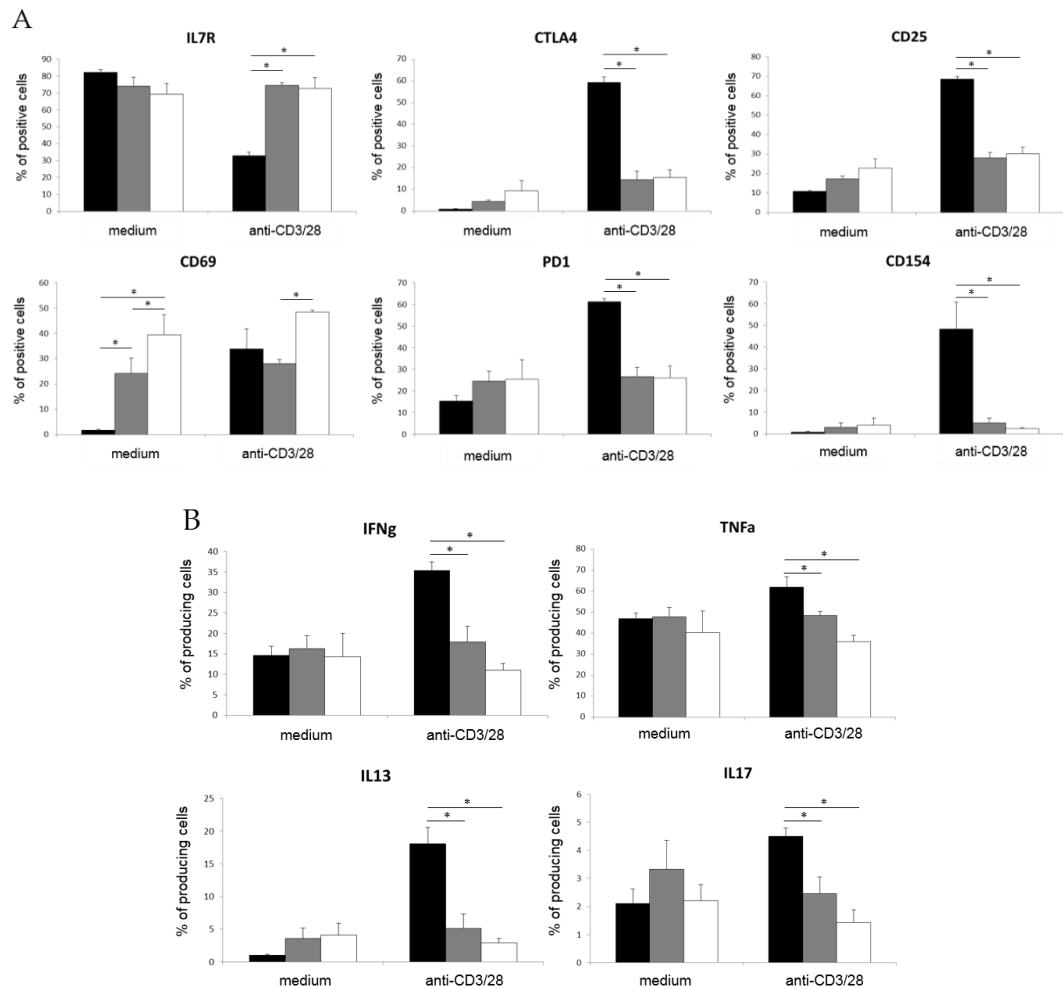 A
IL7R
CTLA4
CD25
% of positive cells
90
80
70
60
50
40
30
20
10
0
medium
anti-CD3/28
*
*
% of positive cells
70
60
50
40
30
20
10
0
medium
anti-CD3/28
*
*
% of positive cells
80
70
60
50
40
30
20
10
0
medium
anti-CD3/28
*
*
CD69
PD1
CD154
% of positive cells
60
50
40
30
20
10
0
medium
anti-CD3/28
*
*
*
*
% of positive cells
70
60
50
40
30
20
10
0
medium
anti-CD3/28
*
*
% of positive cells
70
60
50
40
30
20
10
0
medium
anti-CD3/28
*
*
B
IFNg
TNFa
% of producing cells
40
35
30
25
20
15
10
5
0
medium
anti-CD3/28
*
*
% of producing cells
80
70
60
50
40
30
20
10
0
medium
anti-CD3/28
*
*
IL13
IL17
% of producing cells
25
20
15
10
5
0
medium
anti-CD3/28
*
*
% of producing cells
6
5
4
3
2
1
0
medium
anti-CD3/28
*
*